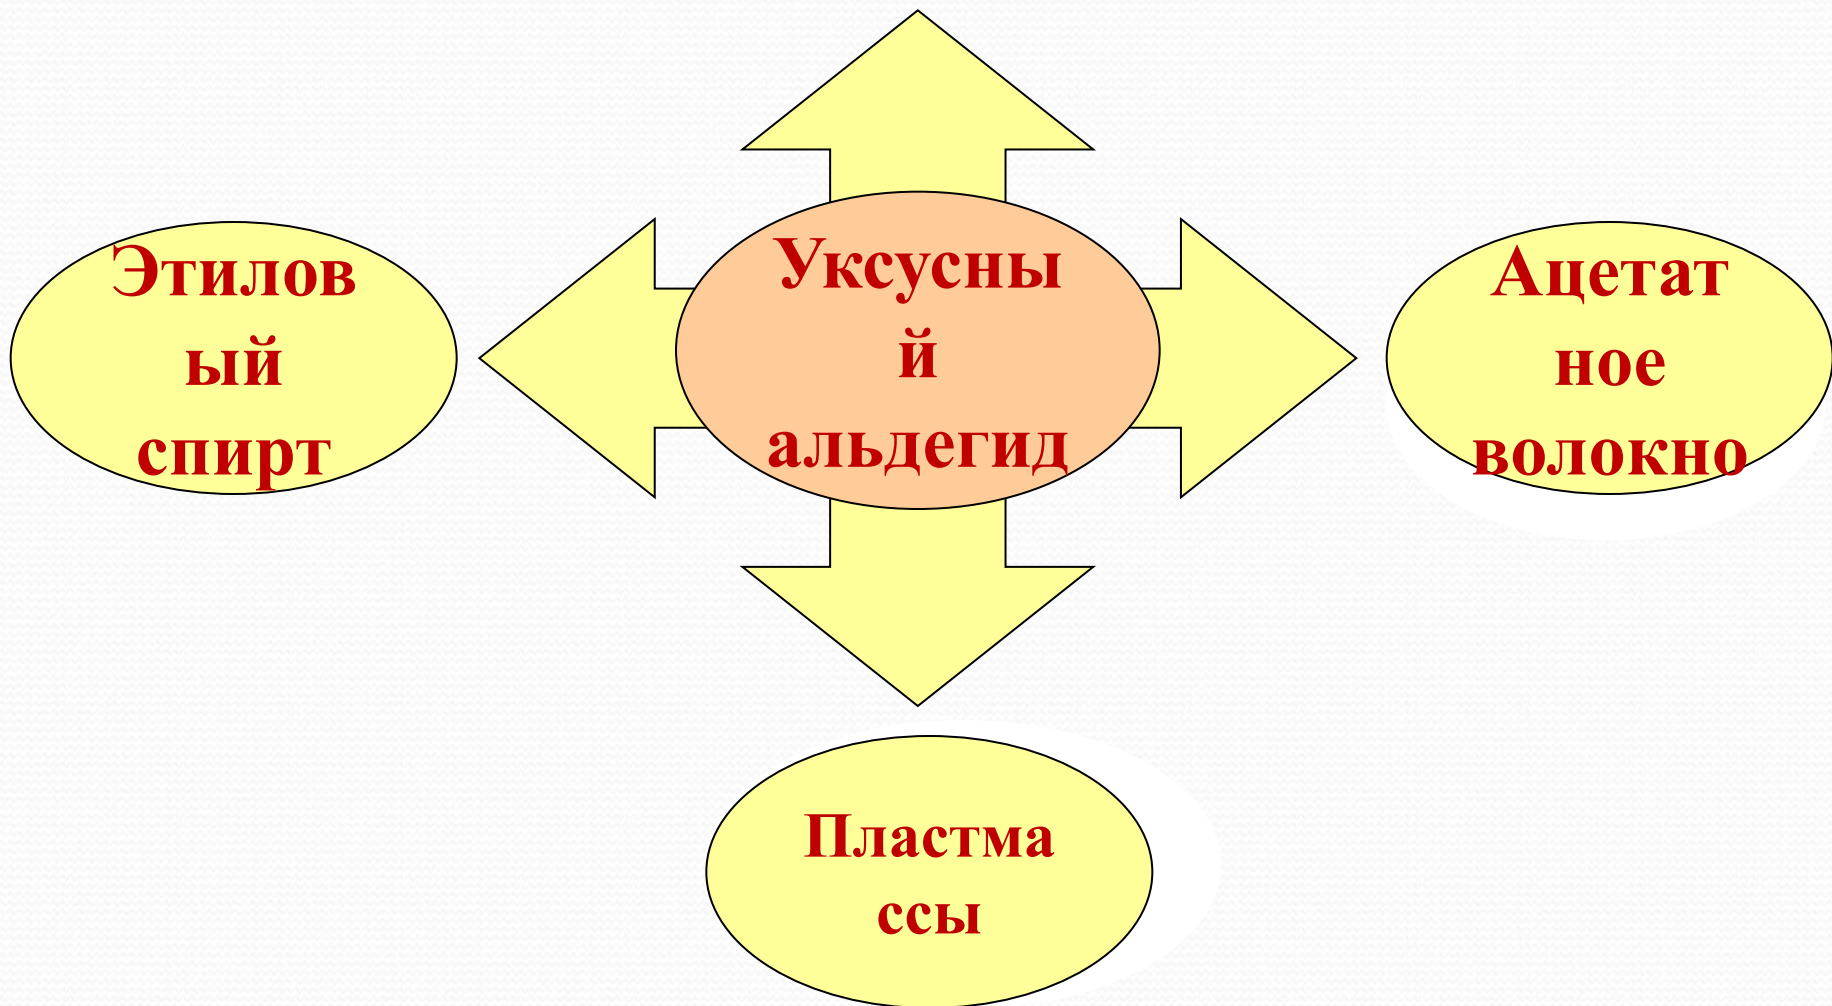 Этилов
ый
спирт
Уксусны
й
альдегид
Ацетат
ное
волокно
Пластма
ссы